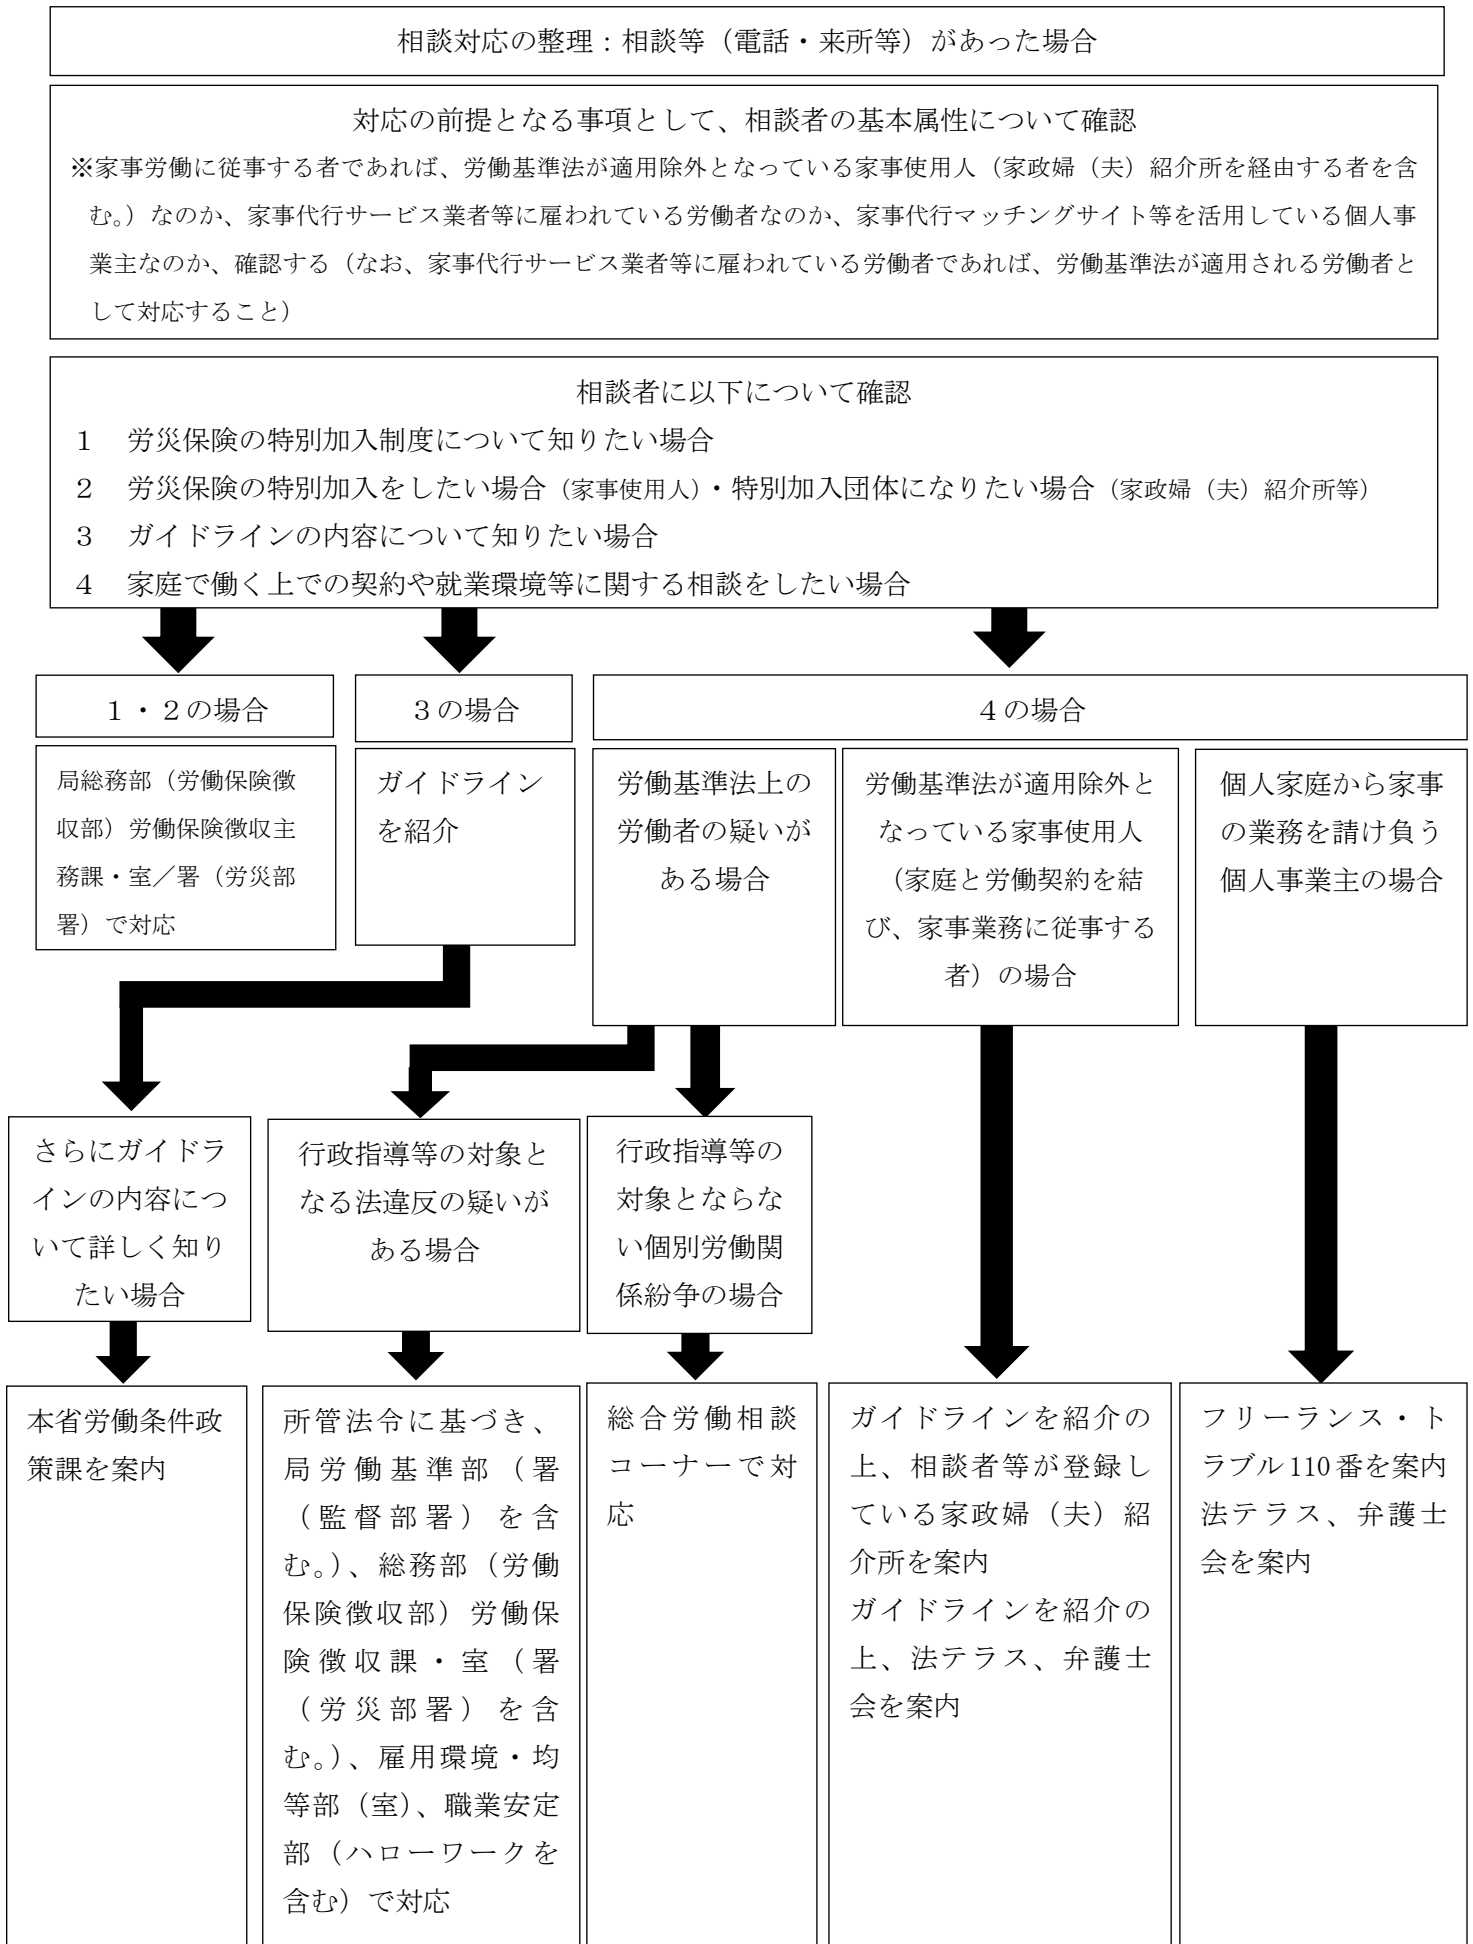 相談対応の整理：相談等（電話・来所等）があった場合
対応の前提となる事項として、相談者の基本属性について確認
※家事労働に従事する者であれば、労働基準法が適用除外となっている家事使用人（家政婦（夫）紹介所を経由する者を含
む。）なのか、家事代行サービス業者等に雇われている労働者なのか、家事代行マッチングサイト等を活用している個人事
業主なのか、確認する（なお、家事代行サービス業者等に雇われている労働者であれば、労働基準法が適用される労働者と
して対応すること）
相談者に以下について確認
１　労災保険の特別加入制度について知りたい場合
２　労災保険の特別加入をしたい場合（家事使用人）・特別加入団体になりたい場合（家政婦（夫）紹介所等）
３　ガイドラインの内容について知りたい場合
４　家庭で働く上での契約や就業環境等に関する相談をしたい場合
１・２の場合
３の場合
４の場合
局総務部（労働保険徴
収部）労働保険徴収主
務課・室／署（労災部
署）で対応
ガイドライン
を紹介
労働基準法上の
労働者の疑いが
ある場合
労働基準法が適用除外と
なっている家事使用人
（家庭と労働契約を結
び、家事業務に従事する
者）の場合
個人家庭から家事
の業務を請け負う
個人事業主の場合
さらにガイドラ
インの内容につ
いて詳しく知り
たい場合
行政指導等の対象と
なる法違反の疑いが
ある場合
行政指導等の
対象とならな
い個別労働関
係紛争の場合
本省労働条件政
策課を案内
所管法令に基づき、
局労働基準部（署
（監督部署）を含
む。）、総務部（労働
保険徴収部）労働保
険徴収課・室（署
（労災部署）を含
む。）、雇用環境・均
等部（室）、職業安定
部（ハローワークを
含む）で対応
総合労働相談
コーナーで対
応
ガイドラインを紹介の
上、相談者等が登録し
ている家政婦（夫）紹
介所を案内
ガイドラインを紹介の
上、法テラス、弁護士
会を案内
フリーランス・ト
ラブル110番を案内
法テラス、弁護士
会を案内